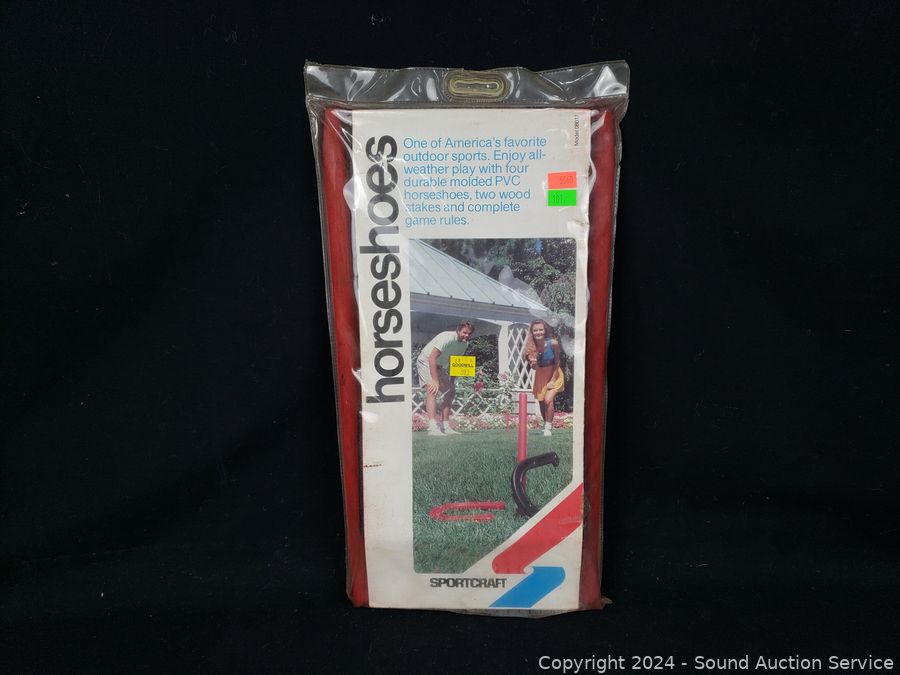 horseshoes
One of America's favorite
outdoor sports. Enjoy all-
weather play with four
durable molded PVC
horseshoes, two wood
stakes and complete
game rules.
GOODWILL
SPORTCRAFT
Copyright © 2024 - Sound Auction Service